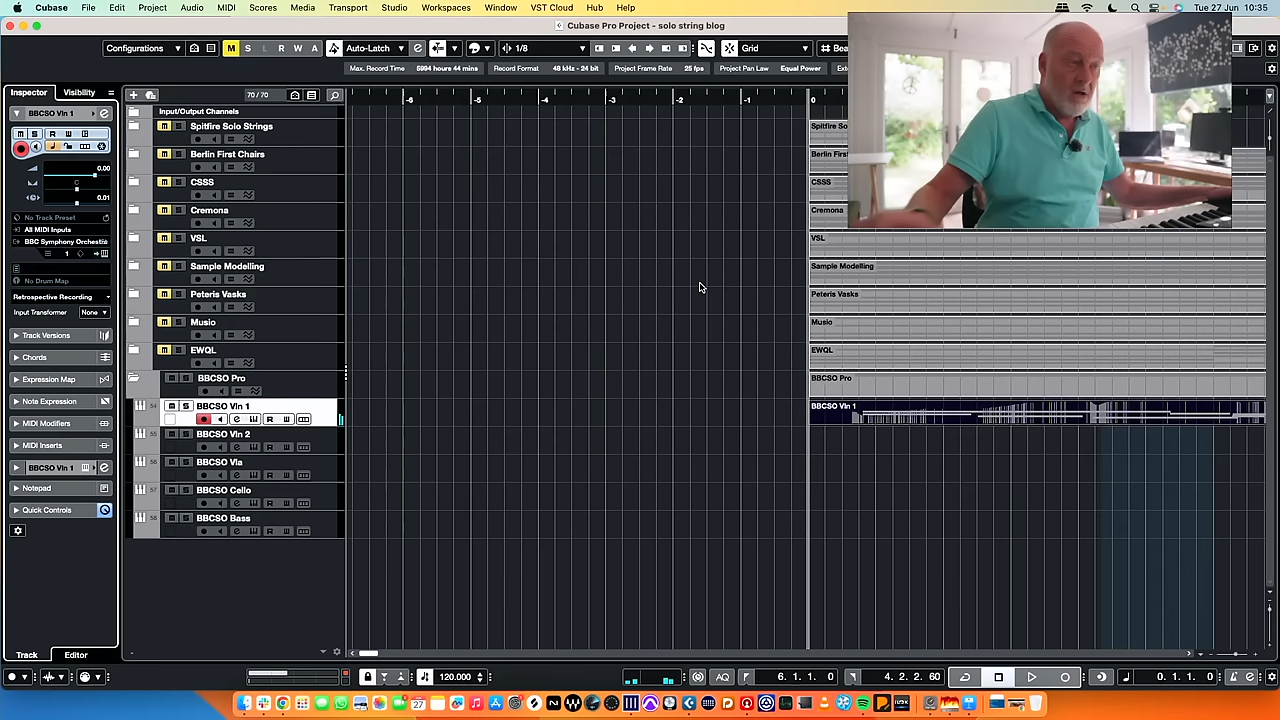 Cubase File Edit Project Audio MIDI Scores Media Transport Studio Workspaces Window VST Cloud Hub Help Tue 27 Jun 10:35
Cubase Pro Project - solo string blog
Configurations M S L R W A Auto-Latch 1/8 Grid
Max. Record Time 5994 hours 44 mins Record Format 48 kHz - 24 bit Project Frame Rate 25 fps Project Pan Law Equal Power
Inspector Visibility 70 / 70 -6 -5 -4 -3 -2 -1 0
BBCSO Vln 1
Input/Output Channels
Spitfire Solo Strings
Berlin First Chairs
CSSS
Cremona
VSL
Sample Modelling
Peteris Vasks
Musio
EWQL
BBCSO Pro
BBCSO Vln 1
BBCSO Vln 2
BBCSO Vla
BBCSO Cello
BBCSO Bass
0.00
C
0.01
No Track Preset
All MIDI Inputs
BBC Symphony Orchestr
1
No Drum Map
Retrospective Recording
Input Transformer None
Track Versions
Chords
Expression Map
Note Expression
MIDI Modifiers
MIDI Inserts
BBCSO Vln 1
Notepad
Quick Controls
Spitfire So
Berlin First
CSSS
Cremona
VSL
Sample Modelling
Peteris Vasks
Musio
EWQL
BBCSO Pro
BBCSO Vln 1
Track Editor
120.000 AQ 6. 1. 1. 0 4. 2. 2. 60 0. 1. 1. 0